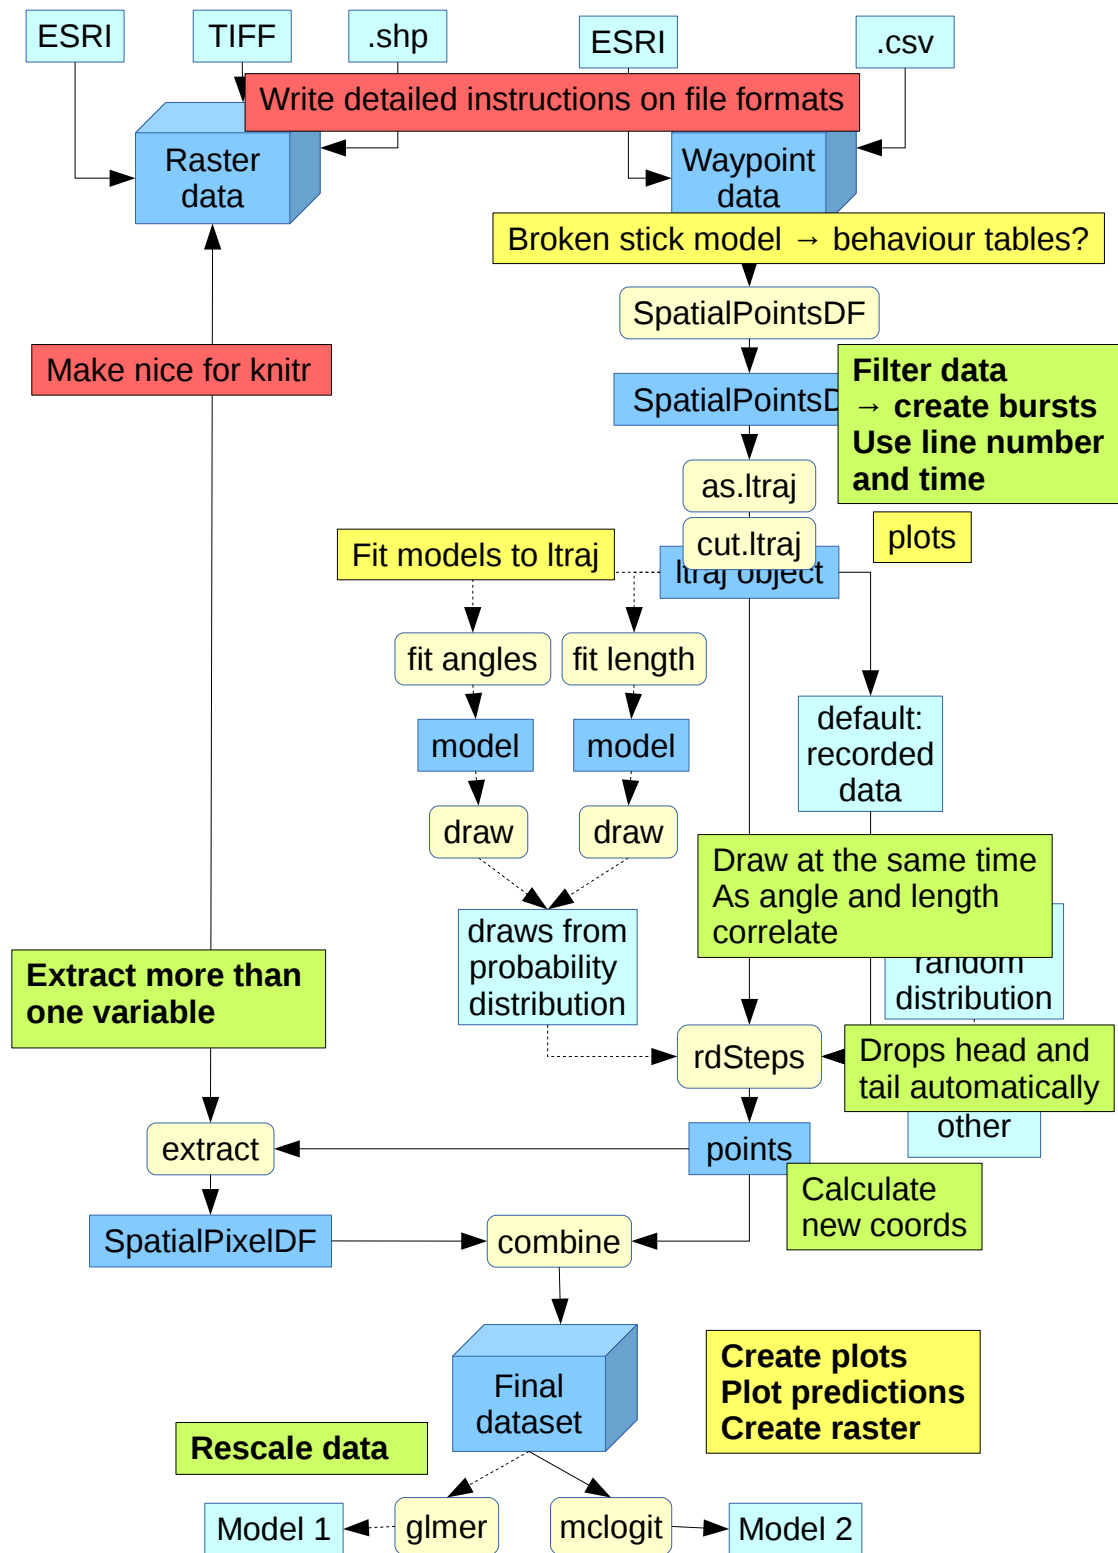 ESRI
TIFF
.shp
ESRI
.csv
Write detailed instructions on file formats
Raster
data
Waypoint
data
Broken stick model → behaviour tables?
SpatialPointsDF
Make nice for knitr
SpatialPointsD
Filter data
→ create bursts
Use line number
and time
as.ltraj
plots
cut.ltraj
Fit models to ltraj
ltraj object
fit angles
fit length
model
model
default:
recorded
data
draw
draw
Draw at the same time
As angle and length
correlate
draws from
probability
distribution
random
distribution
Extract more than
one variable
rdSteps
Drops head and
tail automatically
other
extract
points
Calculate
new coords
SpatialPixelDF
combine
Final
dataset
Create plots
Plot predictions
Create raster
Rescale data
Model 1
glmer
mclogit
Model 2